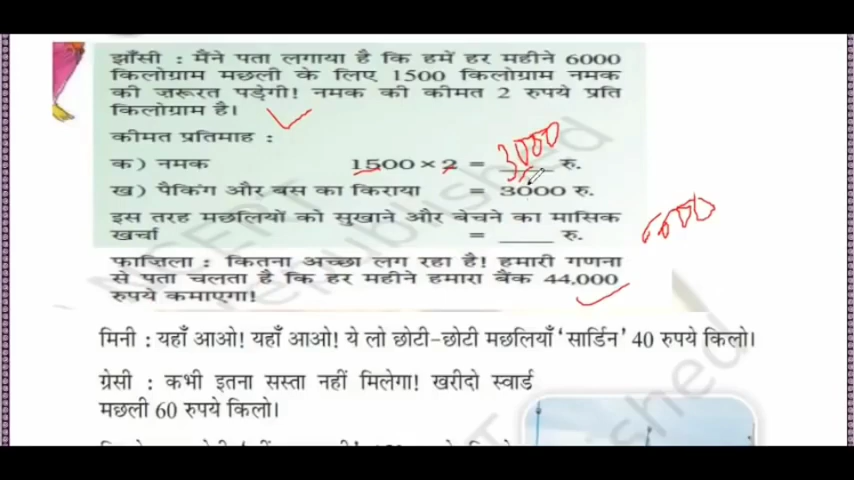 झाँसी : मैंने पता लगाया है कि हमें हर महीने 6000
किलोग्राम मछली के लिए 1500 किलोग्राम नमक
की ज़रूरत पड़ेगी! नमक की कीमत 2 रुपये प्रति
किलोग्राम है।
कीमत प्रतिमाह :
क) नमक 1500 × 2 = 3000 रु.
ख) पैकिंग और बस का किराया = 3000 रु.
इस तरह मछलियों को सुखाने और बेचने का मासिक
खर्चा = ____ रु. 6000
फाज़िला : कितना अच्छा लग रहा है! हमारी गणना
से पता चलता है कि हर महीने हमारा बैंक 44,000
रुपये कमाएगा!
मिनी : यहाँ आओ! यहाँ आओ! ये लो छोटी-छोटी मछलियाँ 'सार्डिन' 40 रुपये किलो।
ग्रेसी : कभी इतना सस्ता नहीं मिलेगा! खरीदो स्वार्ड
मछली 60 रुपये किलो।
NCERT
republished